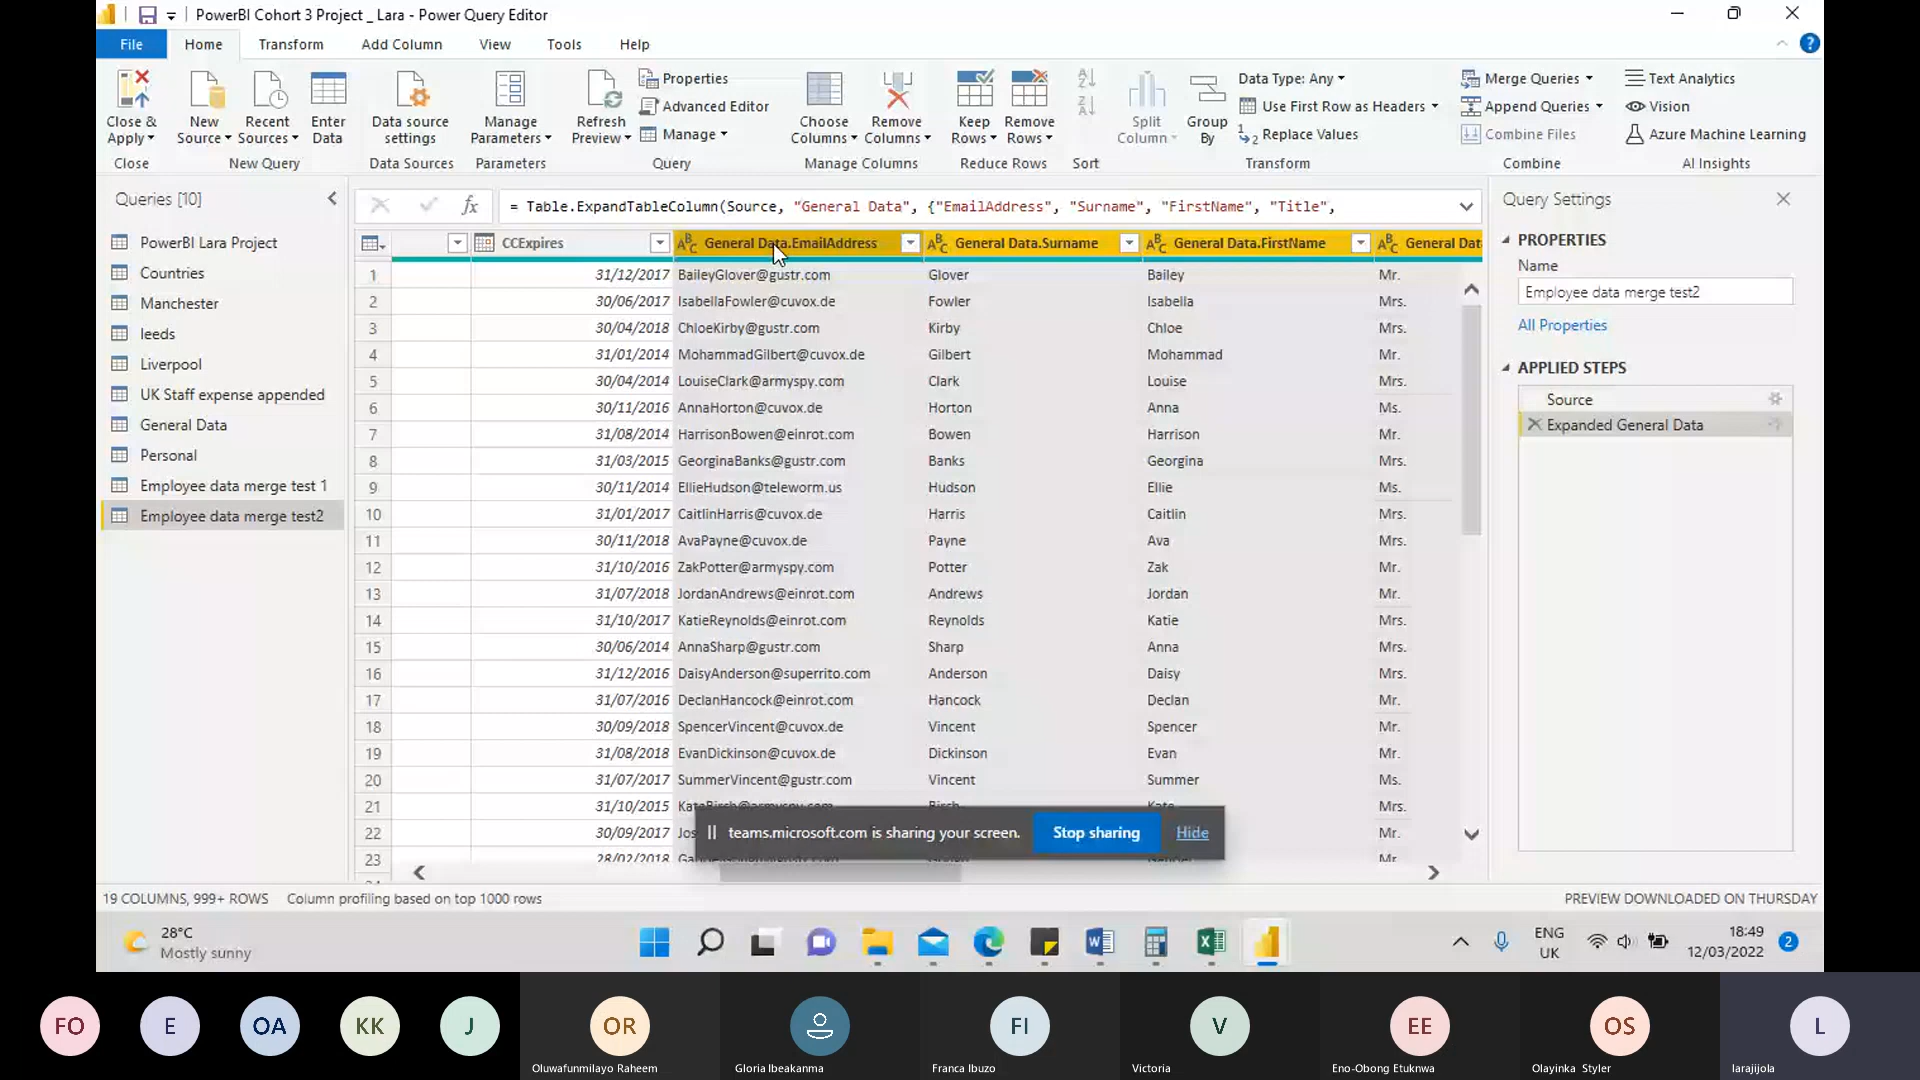 PowerBI Cohort 3 Project _ Lara - Power Query Editor
File Home Transform Add Column View Tools Help
Close & Apply
Close
New Source
Recent Sources
Enter Data
New Query
Data source settings
Data Sources
Manage Parameters
Parameters
Refresh Preview
Properties
Advanced Editor
Manage
Query
Choose Columns
Remove Columns
Manage Columns
Keep Rows
Remove Rows
Reduce Rows
Sort
Split Column
Group By
Data Type: Any
Use First Row as Headers
Replace Values
Transform
Merge Queries
Append Queries
Combine Files
Combine
Text Analytics
Vision
Azure Machine Learning
AI Insights
Queries [10]
PowerBI Lara Project
Countries
Manchester
leeds
Liverpool
UK Staff expense appended
General Data
Personal
Employee data merge test 1
Employee data merge test2
= Table.ExpandTableColumn(Source, "General Data", {"EmailAddress", "Surname", "FirstName", "Title",
CCExpires General Data.EmailAddress General Data.Surname General Data.FirstName General Dat
1 31/12/2017 BaileyGlover@gustr.com Glover Bailey Mr.
2 30/06/2017 IsabellaFowler@cuvox.de Fowler Isabella Mrs.
3 30/04/2018 ChloeKirby@gustr.com Kirby Chloe Mrs.
4 31/01/2014 MohammadGilbert@cuvox.de Gilbert Mohammad Mr.
5 30/04/2014 LouiseClark@armyspy.com Clark Louise Mrs.
6 30/11/2016 AnnaHorton@cuvox.de Horton Anna Ms.
7 31/08/2014 HarrisonBowen@einrot.com Bowen Harrison Mr.
8 31/03/2015 GeorginaBanks@gustr.com Banks Georgina Mrs.
9 30/11/2014 EllieHudson@teleworm.us Hudson Ellie Ms.
10 31/01/2017 CaitlinHarris@cuvox.de Harris Caitlin Mrs.
11 30/11/2018 AvaPayne@cuvox.de Payne Ava Mrs.
12 31/10/2016 ZakPotter@armyspy.com Potter Zak Mr.
13 31/07/2018 JordanAndrews@einrot.com Andrews Jordan Mr.
14 31/10/2017 KatieReynolds@einrot.com Reynolds Katie Mrs.
15 30/06/2014 AnnaSharp@gustr.com Sharp Anna Mrs.
16 31/12/2016 DaisyAnderson@superrito.com Anderson Daisy Mrs.
17 31/07/2016 DeclanHancock@einrot.com Hancock Declan Mr.
18 30/09/2018 SpencerVincent@cuvox.de Vincent Spencer Mr.
19 31/08/2018 EvanDickinson@cuvox.de Dickinson Evan Mr.
20 31/07/2017 SummerVincent@gustr.com Vincent Summer Ms.
21 31/10/2015 KateBirch@armyspy.com Birch Kate Mrs.
22 30/09/2017 Jos Mr.
23 28/02/2018 Mr.
teams.microsoft.com is sharing your screen. Stop sharing Hide
Query Settings
PROPERTIES
Name
Employee data merge test2
All Properties
APPLIED STEPS
Source
Expanded General Data
19 COLUMNS, 999+ ROWS Column profiling based on top 1000 rows PREVIEW DOWNLOADED ON THURSDAY
28°C
Mostly sunny
ENG
UK
18:49
12/03/2022
2
FO E OA KK J OR FI V EE OS L
Oluwafunmilayo Raheem Gloria Ibeakanma Franca Ibuzo Victoria Eno-Obong Etuknwa Olayinka Styler larajijola